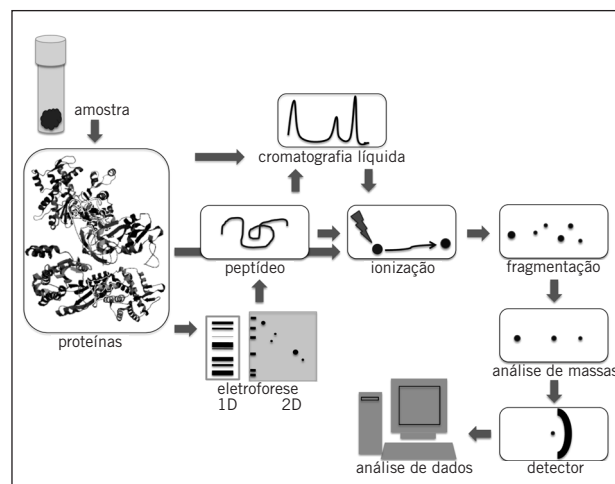 amostra
cromatografia líquida
peptídeo
ionização
fragmentação
proteínas
eletroforese
1D 2D
análise de massas
análise de dados
detector